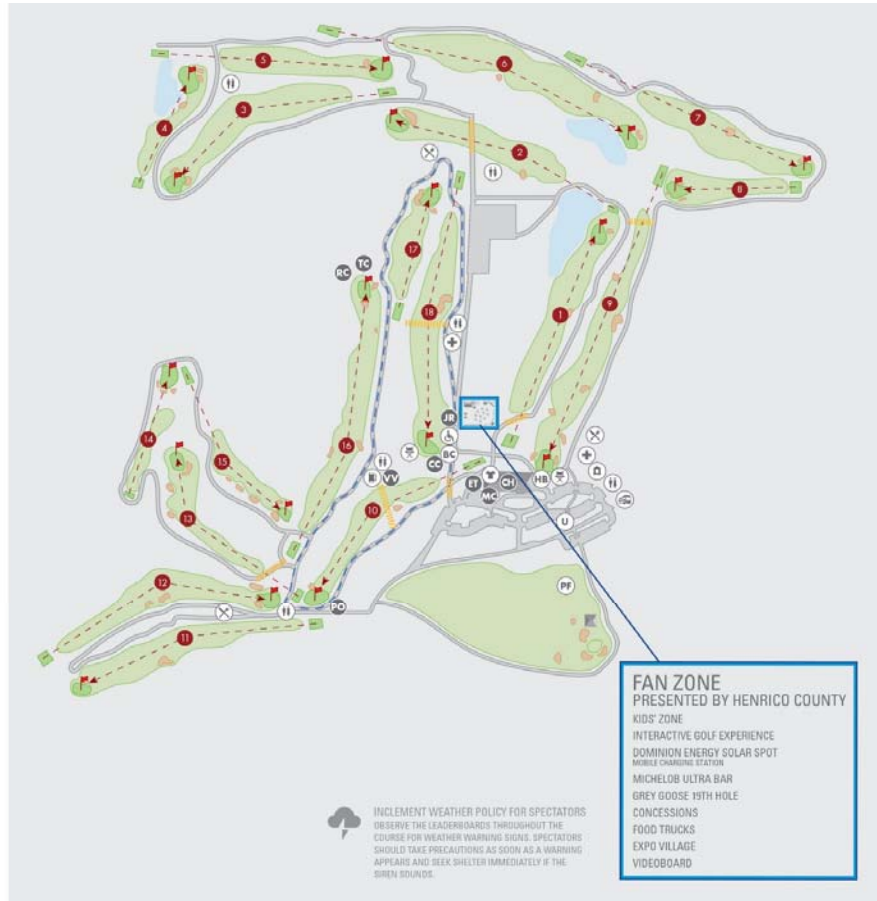 5
6
3
4
7
2
8
17
TC
RC
18
1
9
JR
14
16
CC
BC
15
VV
ET
CH
HB
MC
10
13
U
12
PF
PO
11
FAN ZONE
PRESENTED BY HENRICO COUNTY
KIDS' ZONE
INTERACTIVE GOLF EXPERIENCE
DOMINION ENERGY SOLAR SPOT
MOBILE CHARGING STATION
MICHELOB ULTRA BAR
GREY GOOSE 19TH HOLE
CONCESSIONS
FOOD TRUCKS
EXPO VILLAGE
VIDEOBOARD
INCLEMENT WEATHER POLICY FOR SPECTATORS
OBSERVE THE LEADERBOARDS THROUGHOUT THE
COURSE FOR WEATHER WARNING SIGNS. SPECTATORS
SHOULD TAKE PRECAUTIONS AS SOON AS A WARNING
APPEARS AND SEEK SHELTER IMMEDIATELY IF THE
SIREN SOUNDS.